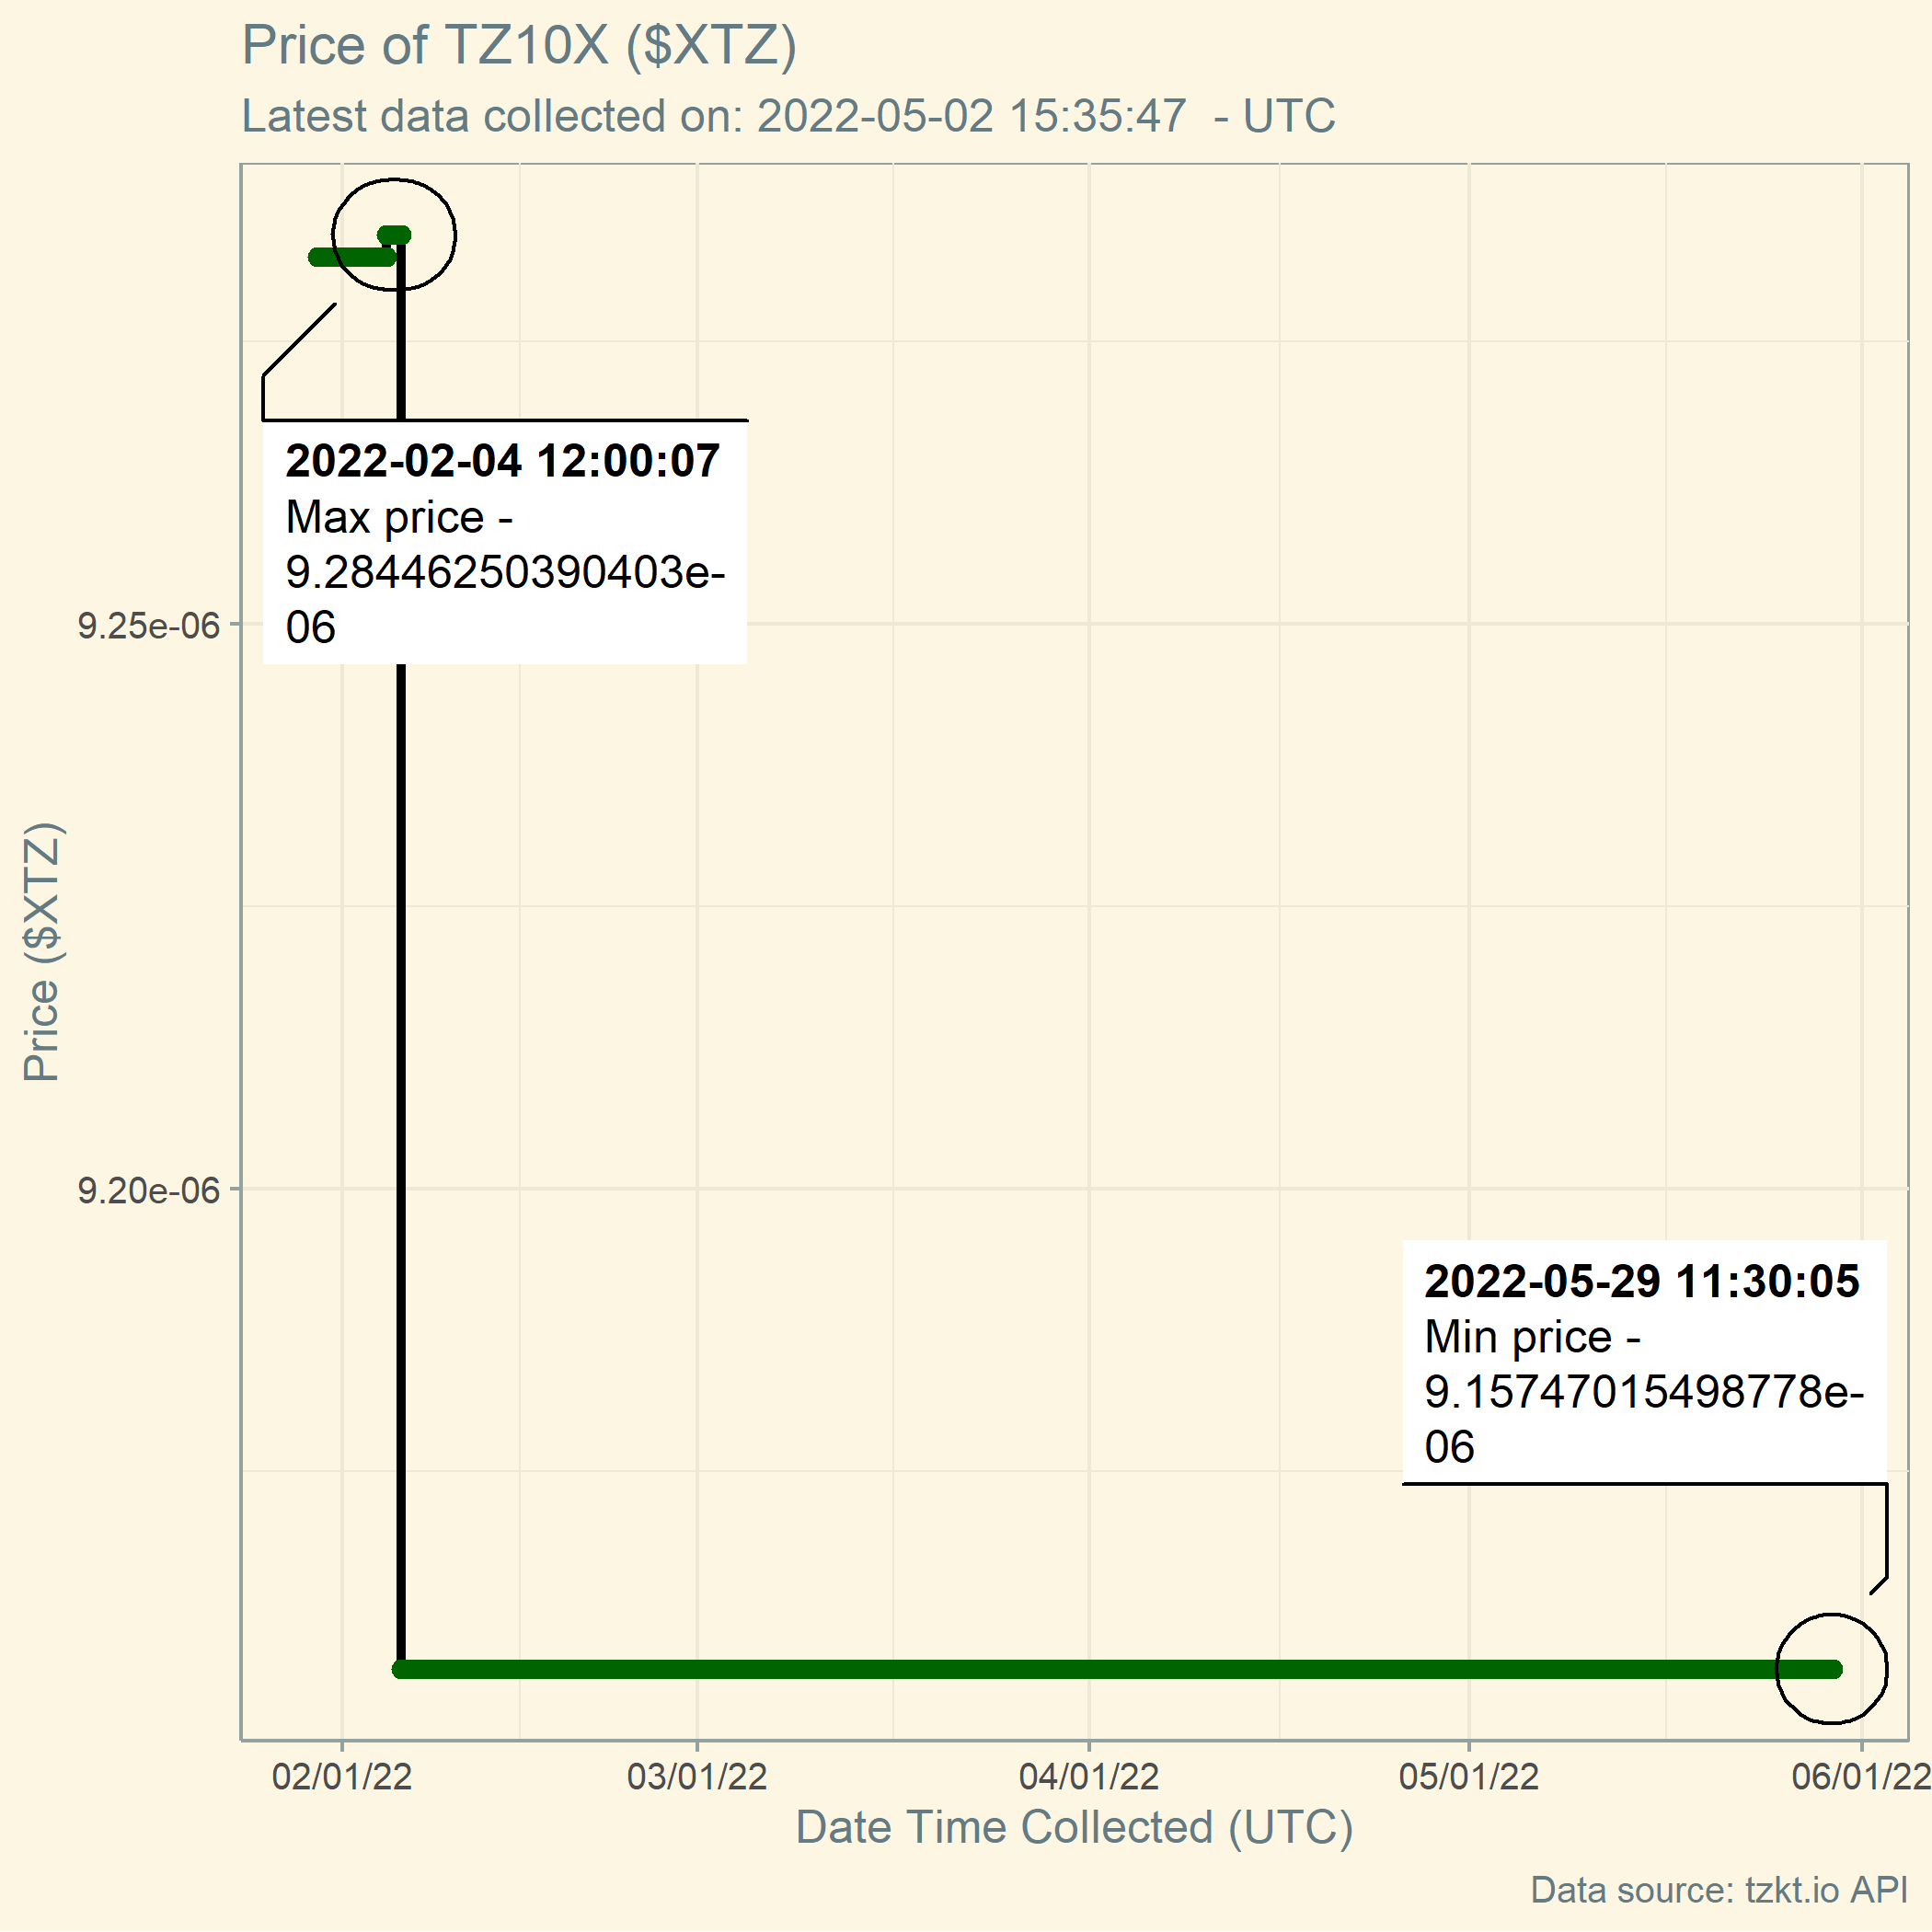 Price of TZ10X ($XTZ)
Latest data collected on: 2022-05-02 15:35:47  - UTC
2022-02-04 12:00:07
Max price -
9.28446250390403e-
06
9.25e-06
Price ($XTZ)
9.20e-06
2022-05-29 11:30:05
Min price -
9.15747015498778e-
06
02/01/22 03/01/22 04/01/22 05/01/22 06/01/22
Date Time Collected (UTC)
Data source: tzkt.io API